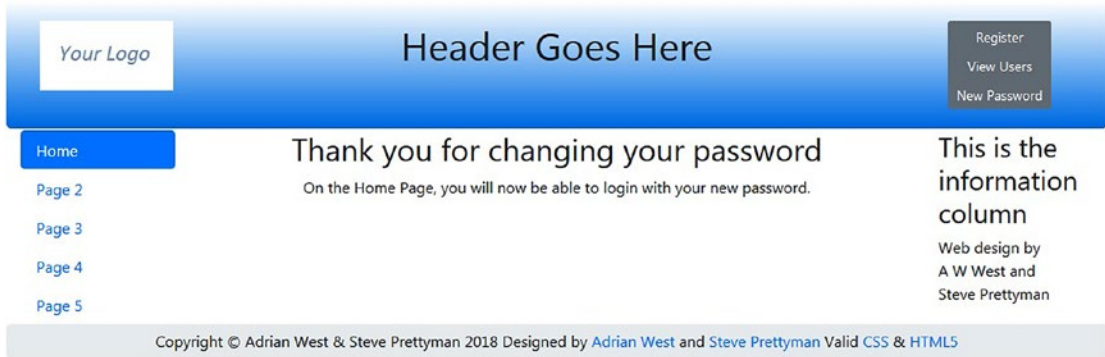 Your Logo
Header Goes Here
Register
View Users
New Password
Home
Page 2
Page 3
Page 4
Page 5
Thank you for changing your password
On the Home Page, you will now be able to login with your new password.
This is the
information
column
Web design by
A W West and
Steve Prettyman
Copyright © Adrian West & Steve Prettyman 2018 Designed by Adrian West and Steve Prettyman Valid CSS & HTML5